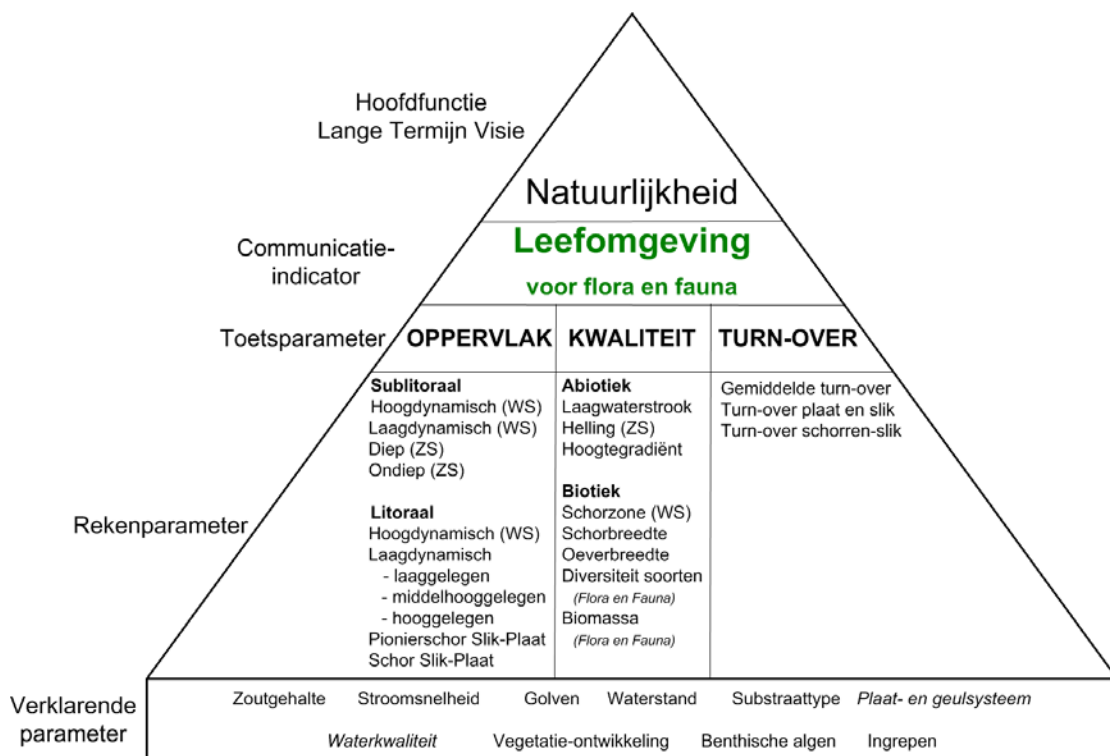 Hoofdfunctie
Lange Termijn Visie
Natuurlijkheid
Communicatie-
indicator
Leefomgeving
voor flora en fauna
Toetsparameter
OPPERVLAK
KWALITEIT
TURN-OVER
Rekenparameter
Sublitoraal
Hoogdynamisch (WS)
Laagdynamisch (WS)
Diep (ZS)
Ondiep (ZS)
Litoraal
Hoogdynamisch (WS)
Laagdynamisch
- laaggelegen
- middelhooggelegen
- hooggelegen
Pionierschor Slik-Plaat
Schor Slik-Plaat
Abiotiek
Laagwaterstrook
Helling (ZS)
Hoogtegradiënt
Biotiek
Schorzone (WS)
Schorbreedte
Oeverbreedte
Diversiteit soorten
(Flora en Fauna)
Biomassa
(Flora en Fauna)
Gemiddelde turn-over
Turn-over plaat en slik
Turn-over schorren-slik
Verklarende
parameter
Zoutgehalte Stroomsnelheid Golven Waterstand Substraattype Plaat- en geulsysteem
Waterkwaliteit Vegetatie-ontwikkeling Benthische algen Ingrepen